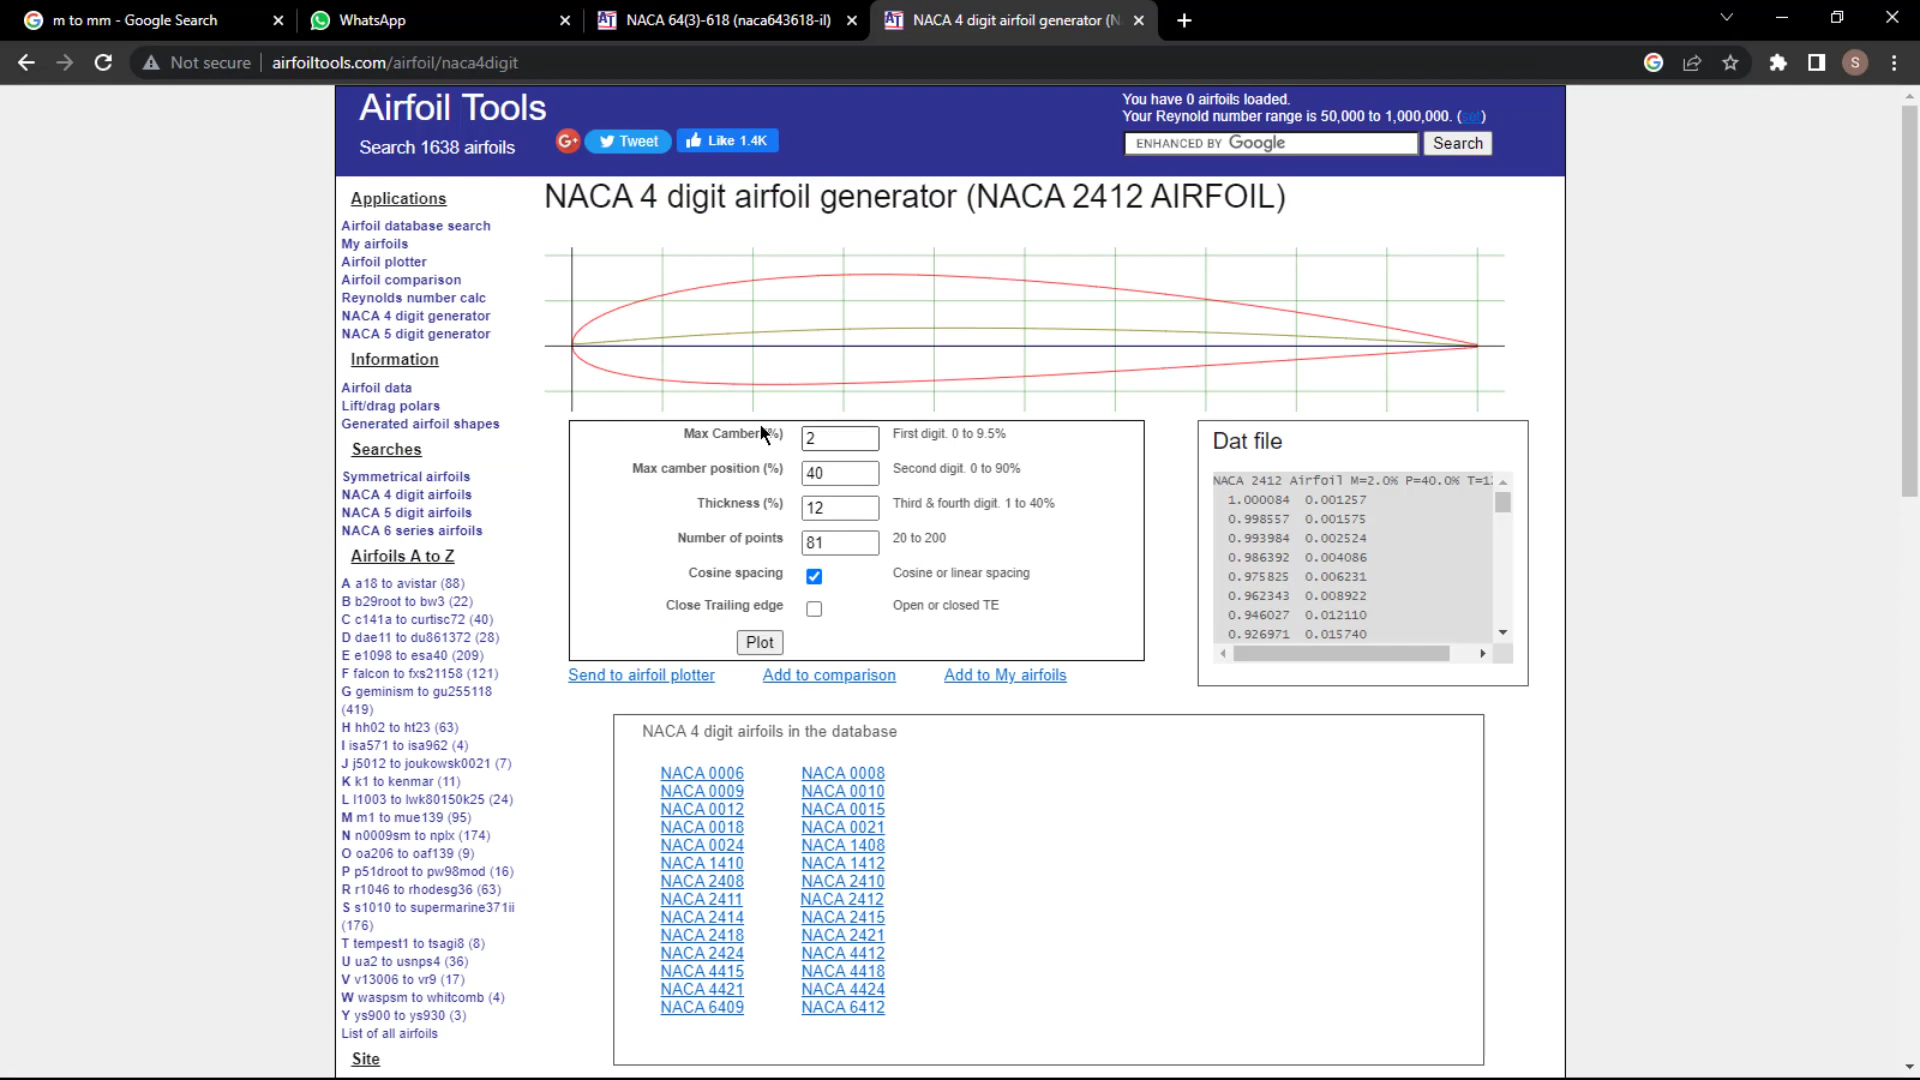 m to mm - Google Search
WhatsApp
NACA 64(3)-618 (naca643618-il)
NACA 4 digit airfoil generator (N
Not secure
airfoiltools.com/airfoil/naca4digit
S
Airfoil Tools
Search 1638 airfoils
G+
Tweet
Like 1.4K
You have 0 airfoils loaded.
Your Reynold number range is 50,000 to 1,000,000. (set)
ENHANCED BY Google
Search
Applications
Airfoil database search
My airfoils
Airfoil plotter
Airfoil comparison
Reynolds number calc
NACA 4 digit generator
NACA 5 digit generator
Information
Airfoil data
Lift/drag polars
Generated airfoil shapes
Searches
Symmetrical airfoils
NACA 4 digit airfoils
NACA 5 digit airfoils
NACA 6 series airfoils
Airfoils A to Z
A a18 to avistar (88)
B b29root to bw3 (22)
C c141a to curtisc72 (40)
D dae11 to du861372 (28)
E e1098 to esa40 (209)
F falcon to fxs21158 (121)
G geminism to gu255118
(419)
H hh02 to ht23 (63)
I isa571 to isa962 (4)
J j5012 to joukowsk0021 (7)
K k1 to kenmar (11)
L l1003 to lwk80150k25 (24)
M m1 to mue139 (95)
N n0009sm to nplx (174)
O oa206 to oaf139 (9)
P p51droot to pw98mod (16)
R r1046 to rhodesg36 (63)
S s1010 to supermarine371ii
(176)
T tempest1 to tsagi8 (8)
U ua2 to usnps4 (36)
V v13006 to vr9 (17)
W waspsm to whitcomb (4)
Y ys900 to ys930 (3)
List of all airfoils
Site
NACA 4 digit airfoil generator (NACA 2412 AIRFOIL)
Max Camber (%) 2 First digit. 0 to 9.5%
Max camber position (%) 40 Second digit. 0 to 90%
Thickness (%) 12 Third & fourth digit. 1 to 40%
Number of points 81 20 to 200
Cosine spacing Cosine or linear spacing
Close Trailing edge Open or closed TE
Plot
Send to airfoil plotter Add to comparison Add to My airfoils
Dat file
NACA 2412 Airfoil M=2.0% P=40.0% T=1
1.000084 0.001257
0.998557 0.001575
0.993984 0.002524
0.986392 0.004086
0.975825 0.006231
0.962343 0.008922
0.946027 0.012110
0.926971 0.015740
NACA 4 digit airfoils in the database
NACA 0006 NACA 0008
NACA 0009 NACA 0010
NACA 0012 NACA 0015
NACA 0018 NACA 0021
NACA 0024 NACA 1408
NACA 1410 NACA 1412
NACA 2408 NACA 2410
NACA 2411 NACA 2412
NACA 2414 NACA 2415
NACA 2418 NACA 2421
NACA 2424 NACA 4412
NACA 4415 NACA 4418
NACA 4421 NACA 4424
NACA 6409 NACA 6412